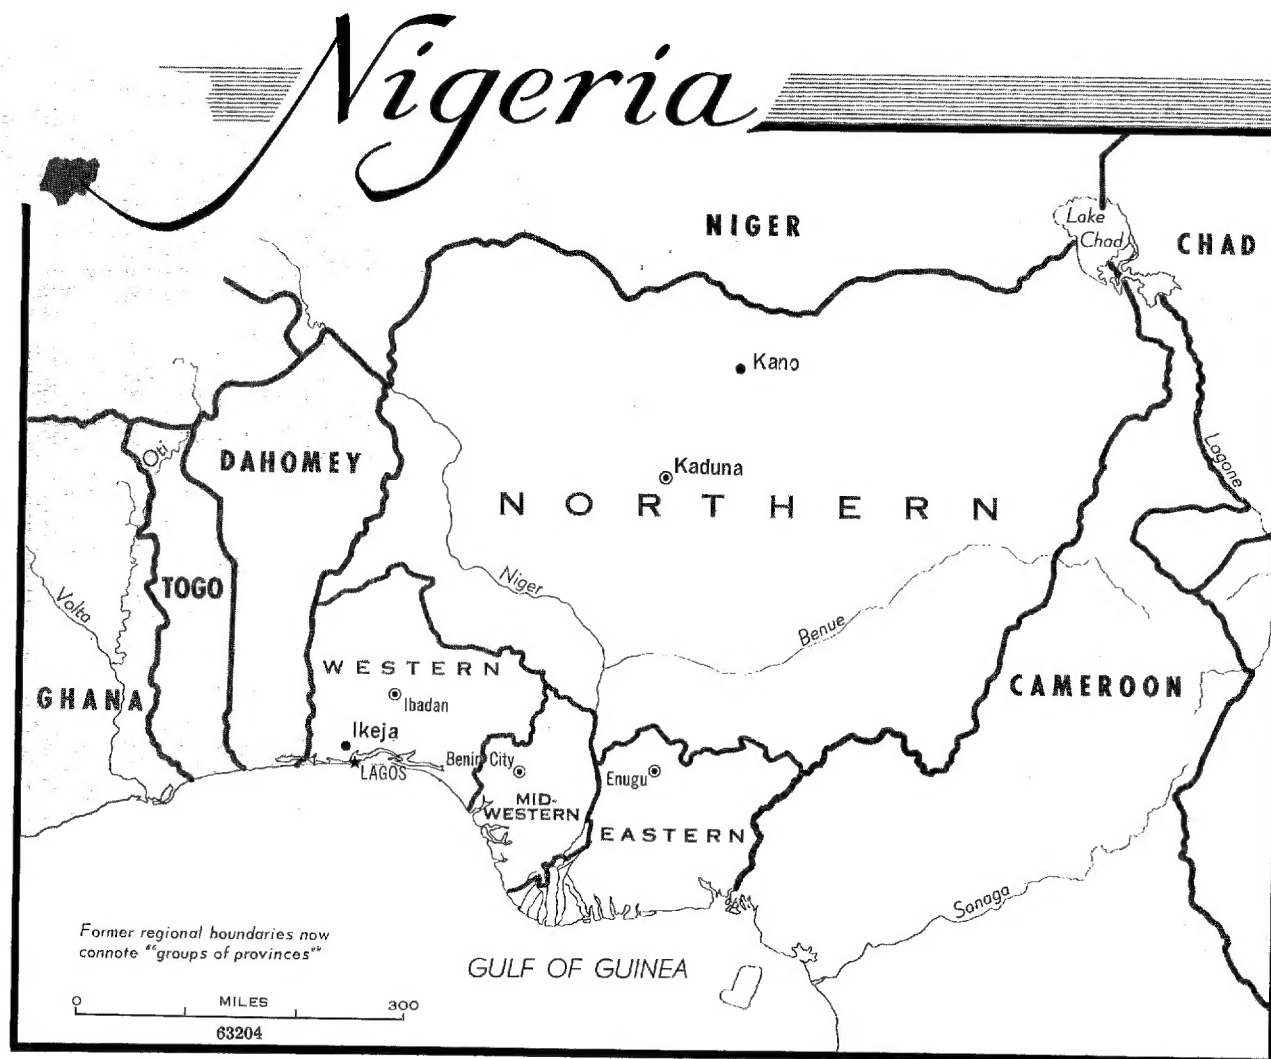 Nigeria
NIGER
Lake
Chad
CHAD
Kano
DAHOMEY
Oti
Kaduna
NORTHERN
Logone
TOGO
Niger
Volta
Benue
WESTERN
GHANA
Ibadan
CAMEROON
Ikeja
LAGOS
Benin City
Enugu
MID-
WESTERN
EASTERN
Sanaga
Former regional boundaries now
connote "groups of provinces"
GULF OF GUINEA
0 MILES 300
63204